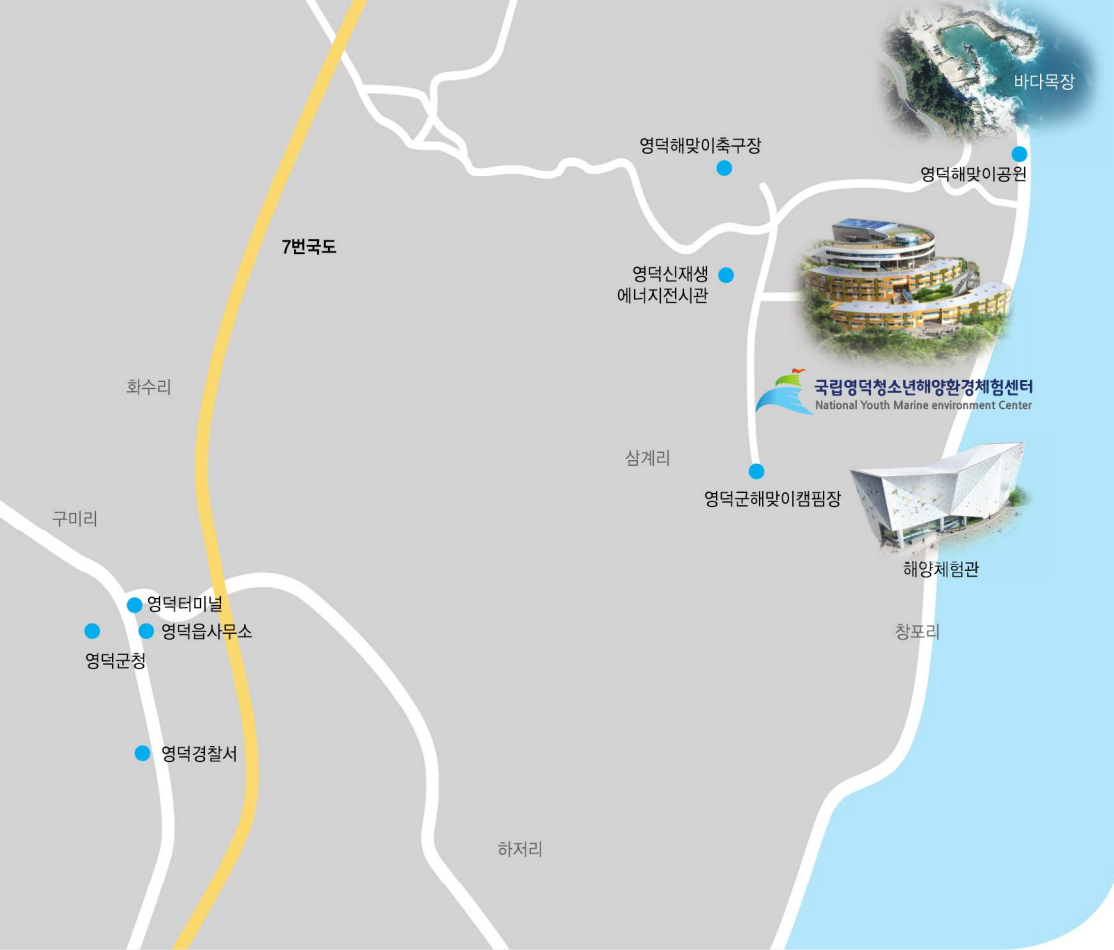 바다목장
영덕해맞이축구장
영덕해맞이공원
7번국도
영덕신재생
에너지전시관
화수리
국립영덕청소년해양환경체험센터
National Youth Marine environment Center
삼계리
영덕군해맞이캠핌장
구미리
해양체험관
영덕터미널
영덕읍사무소
창포리
영덕군청
영덕경찰서
하저리